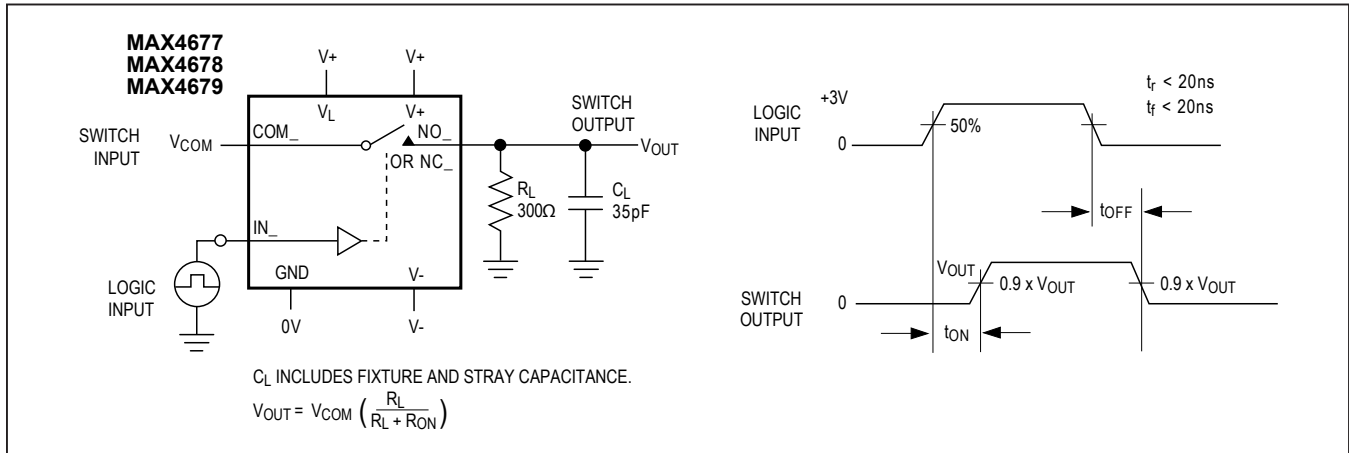 MAX4677
MAX4678
MAX4679
V+
V+
VL
V+
SWITCH
INPUT
VCOM
COM_
NO_
OR NC_
SWITCH
OUTPUT
VOUT
RL
300Ω
CL
35pF
IN_
LOGIC
INPUT
GND
V-
0V
V-
CL INCLUDES FIXTURE AND STRAY CAPACITANCE.
VOUT = VCOM ( RL / RL + RON )
tr < 20ns
tf < 20ns
LOGIC
INPUT
+3V
0
50%
tOFF
SWITCH
OUTPUT
VOUT
0
0.9 x VOUT
0.9 x VOUT
tON